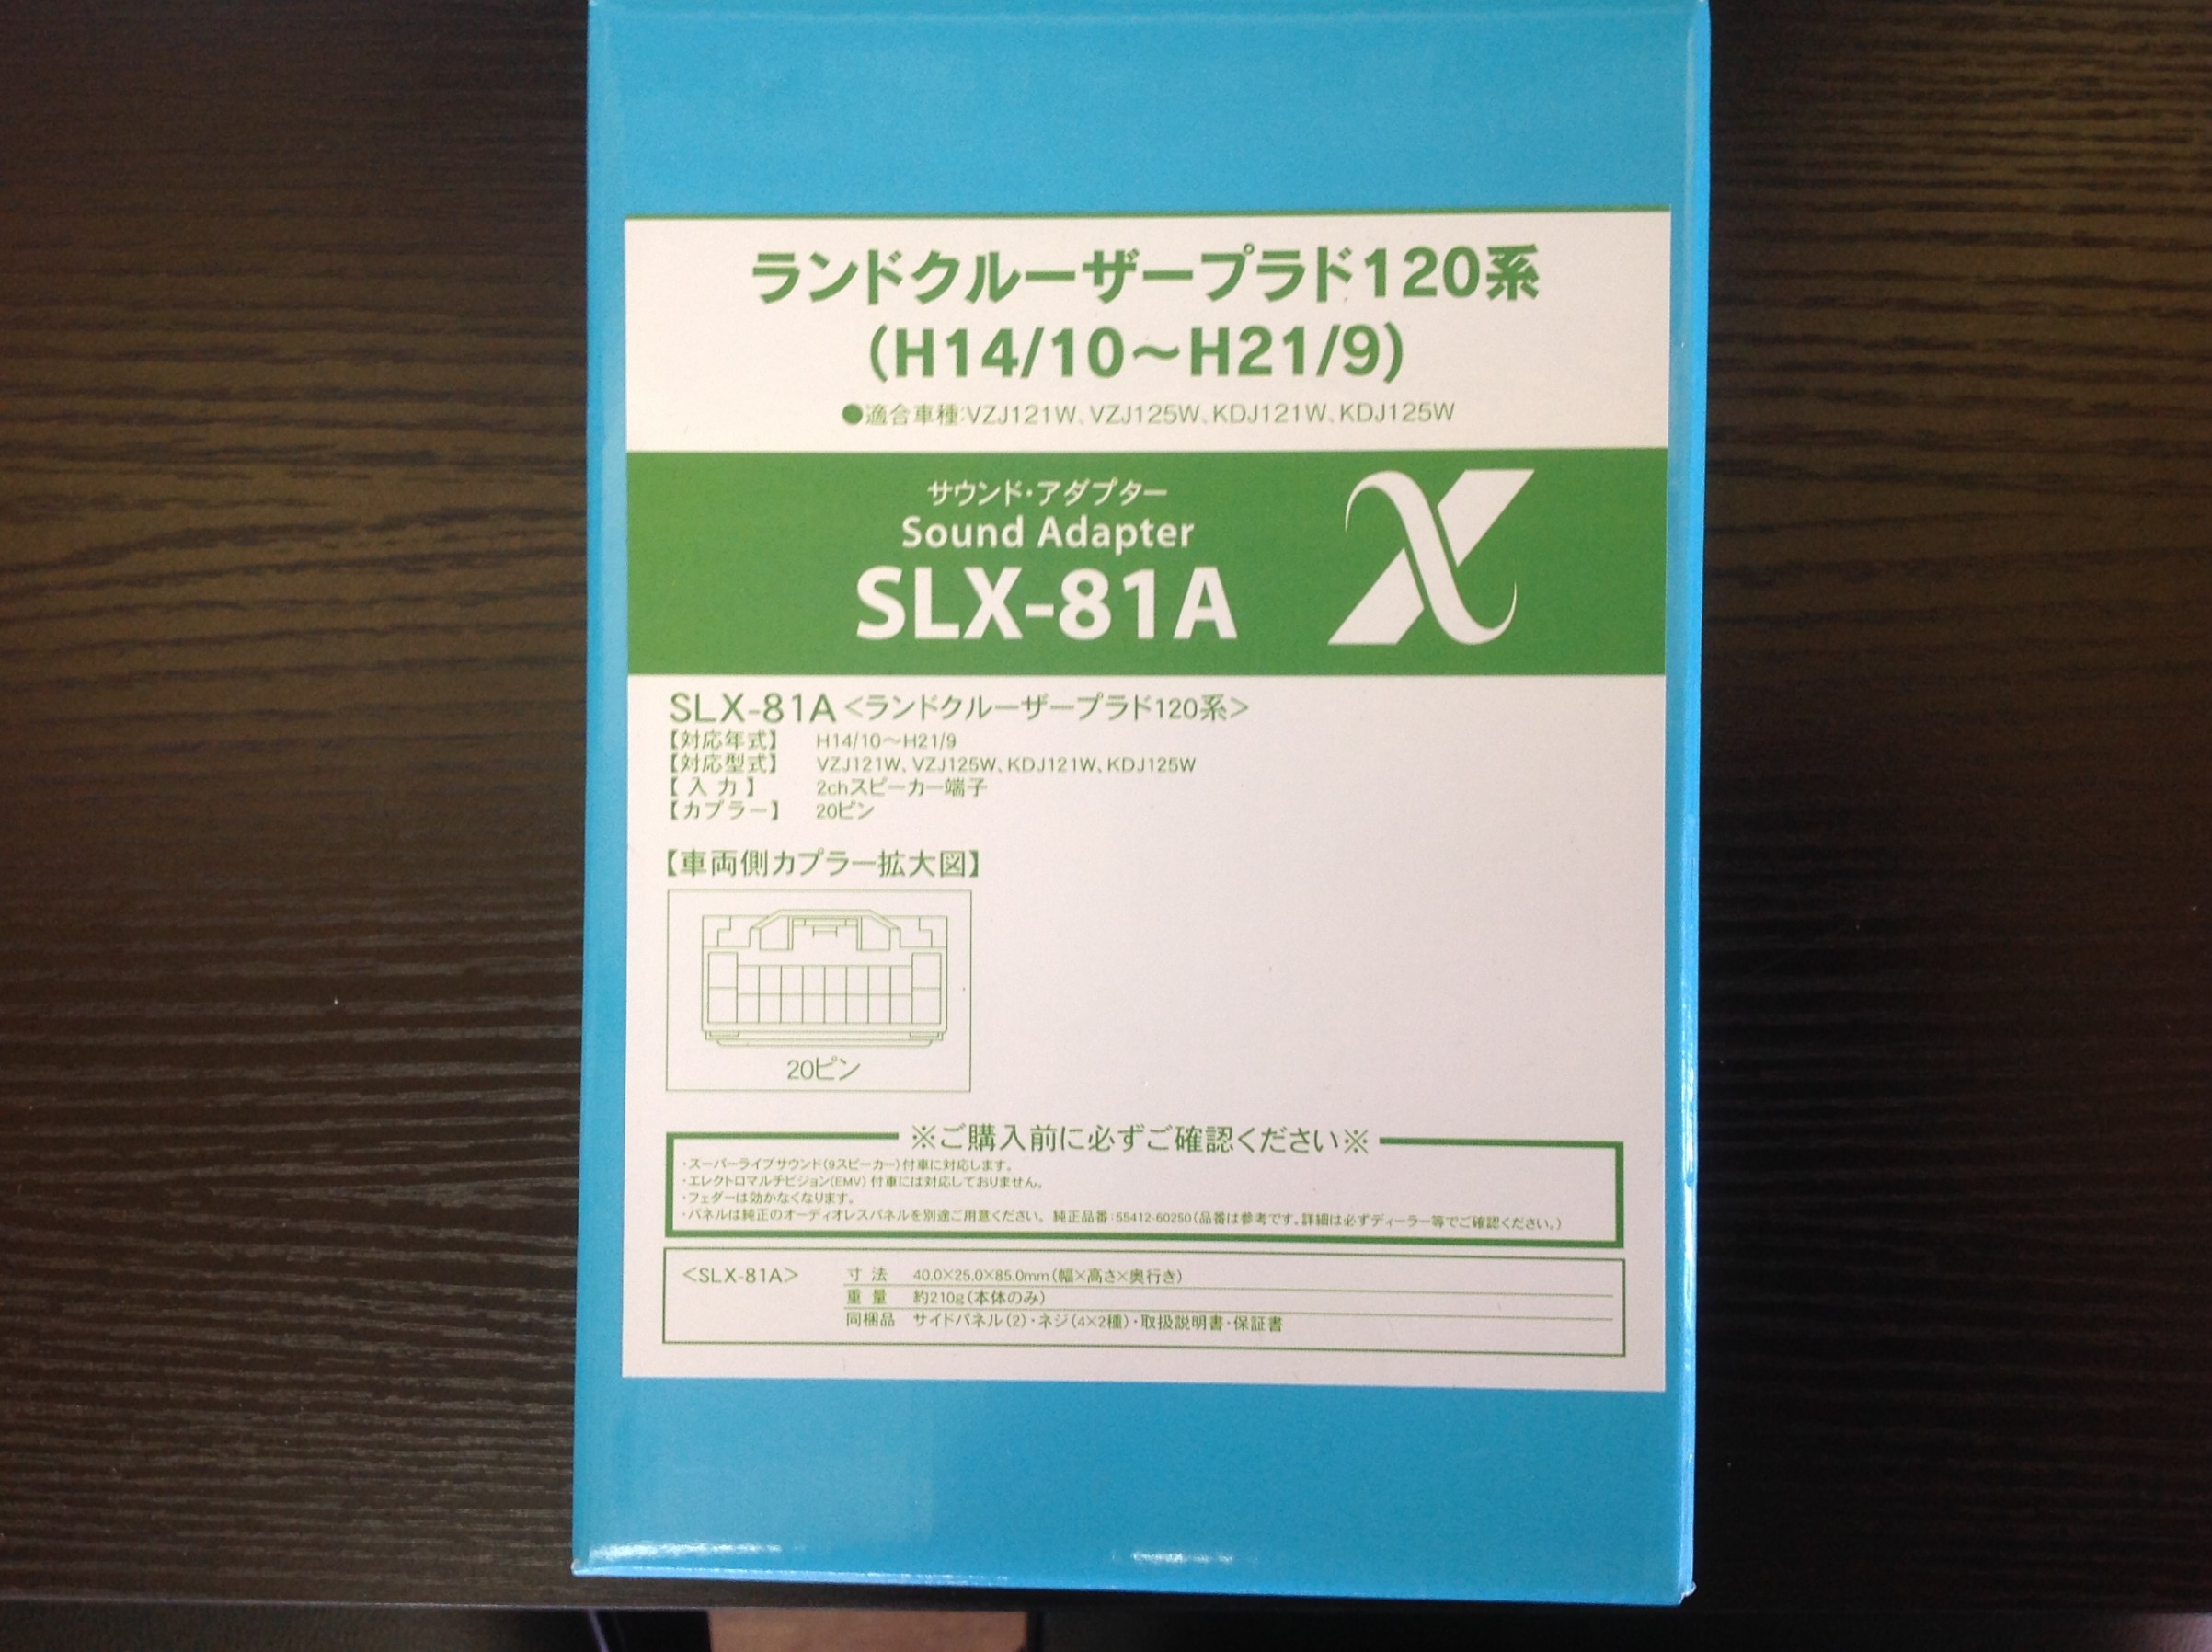 ランドクルーザープラド120系
(H14/10～H21/9)
●適合車種:VZJ121W、VZJ125W、KDJ121W、KDJ125W
サウンド・アダプター
Sound Adapter
SLX-81A
X
SLX-81A＜ランドクルーザープラド120系＞
【対応年式】 H14/10～H21/9
【対応型式】 VZJ121W、VZJ125W、KDJ121W、KDJ125W
【 入 力 】 2chスピーカー端子
【カプラー】 20ピン
【車両側カプラー拡大図】
20ピン
※ご購入前に必ずご確認ください※
・スーパーライブサウンド(9スピーカー)付車に対応します。
・エレクトロマルチビジョン(EMV) 付車には対応しておりません。
・フェダーは効かなくなります。
・パネルは純正のオーディオレスパネルを別途ご用意ください。 純正品番:55412-60250(品番は参考です。詳細は必ずディーラー等でご確認ください。)
＜SLX-81A＞ 寸 法 40.0×25.0×85.0mm(幅×高さ×奥行き)
重 量 約210g(本体のみ)
同梱品 サイドパネル(2)・ネジ(4×2種)・取扱説明書・保証書